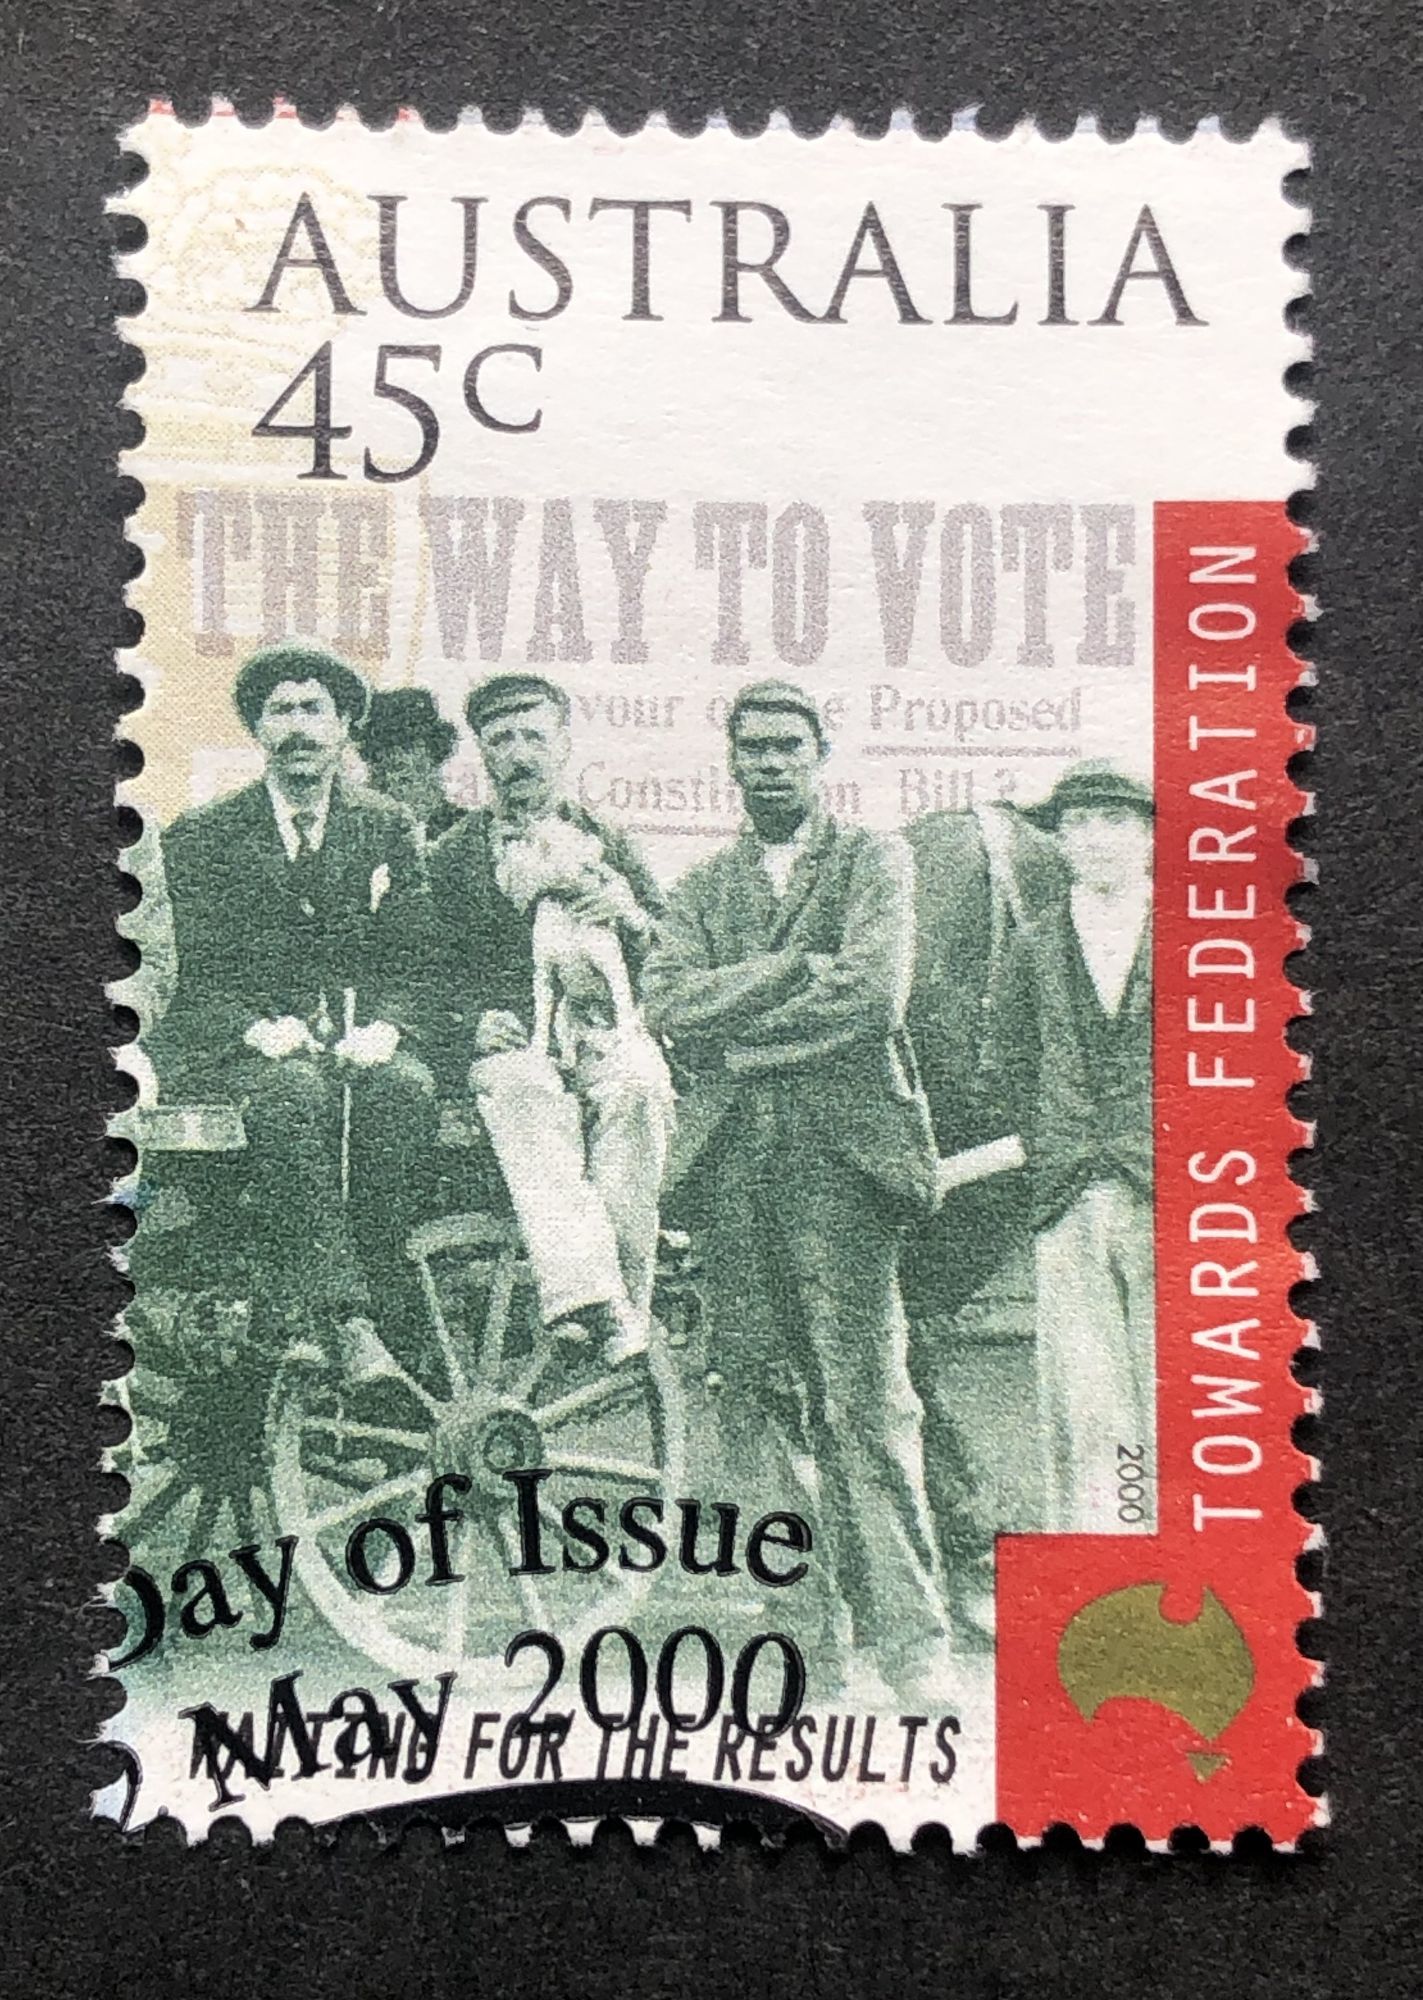 AUSTRALIA
45c
THE WAY TO VOTE
Proposed
Bill?
TOWARDS FEDERATION
2000
Day of Issue
May 2000
WAITING FOR THE RESULTS